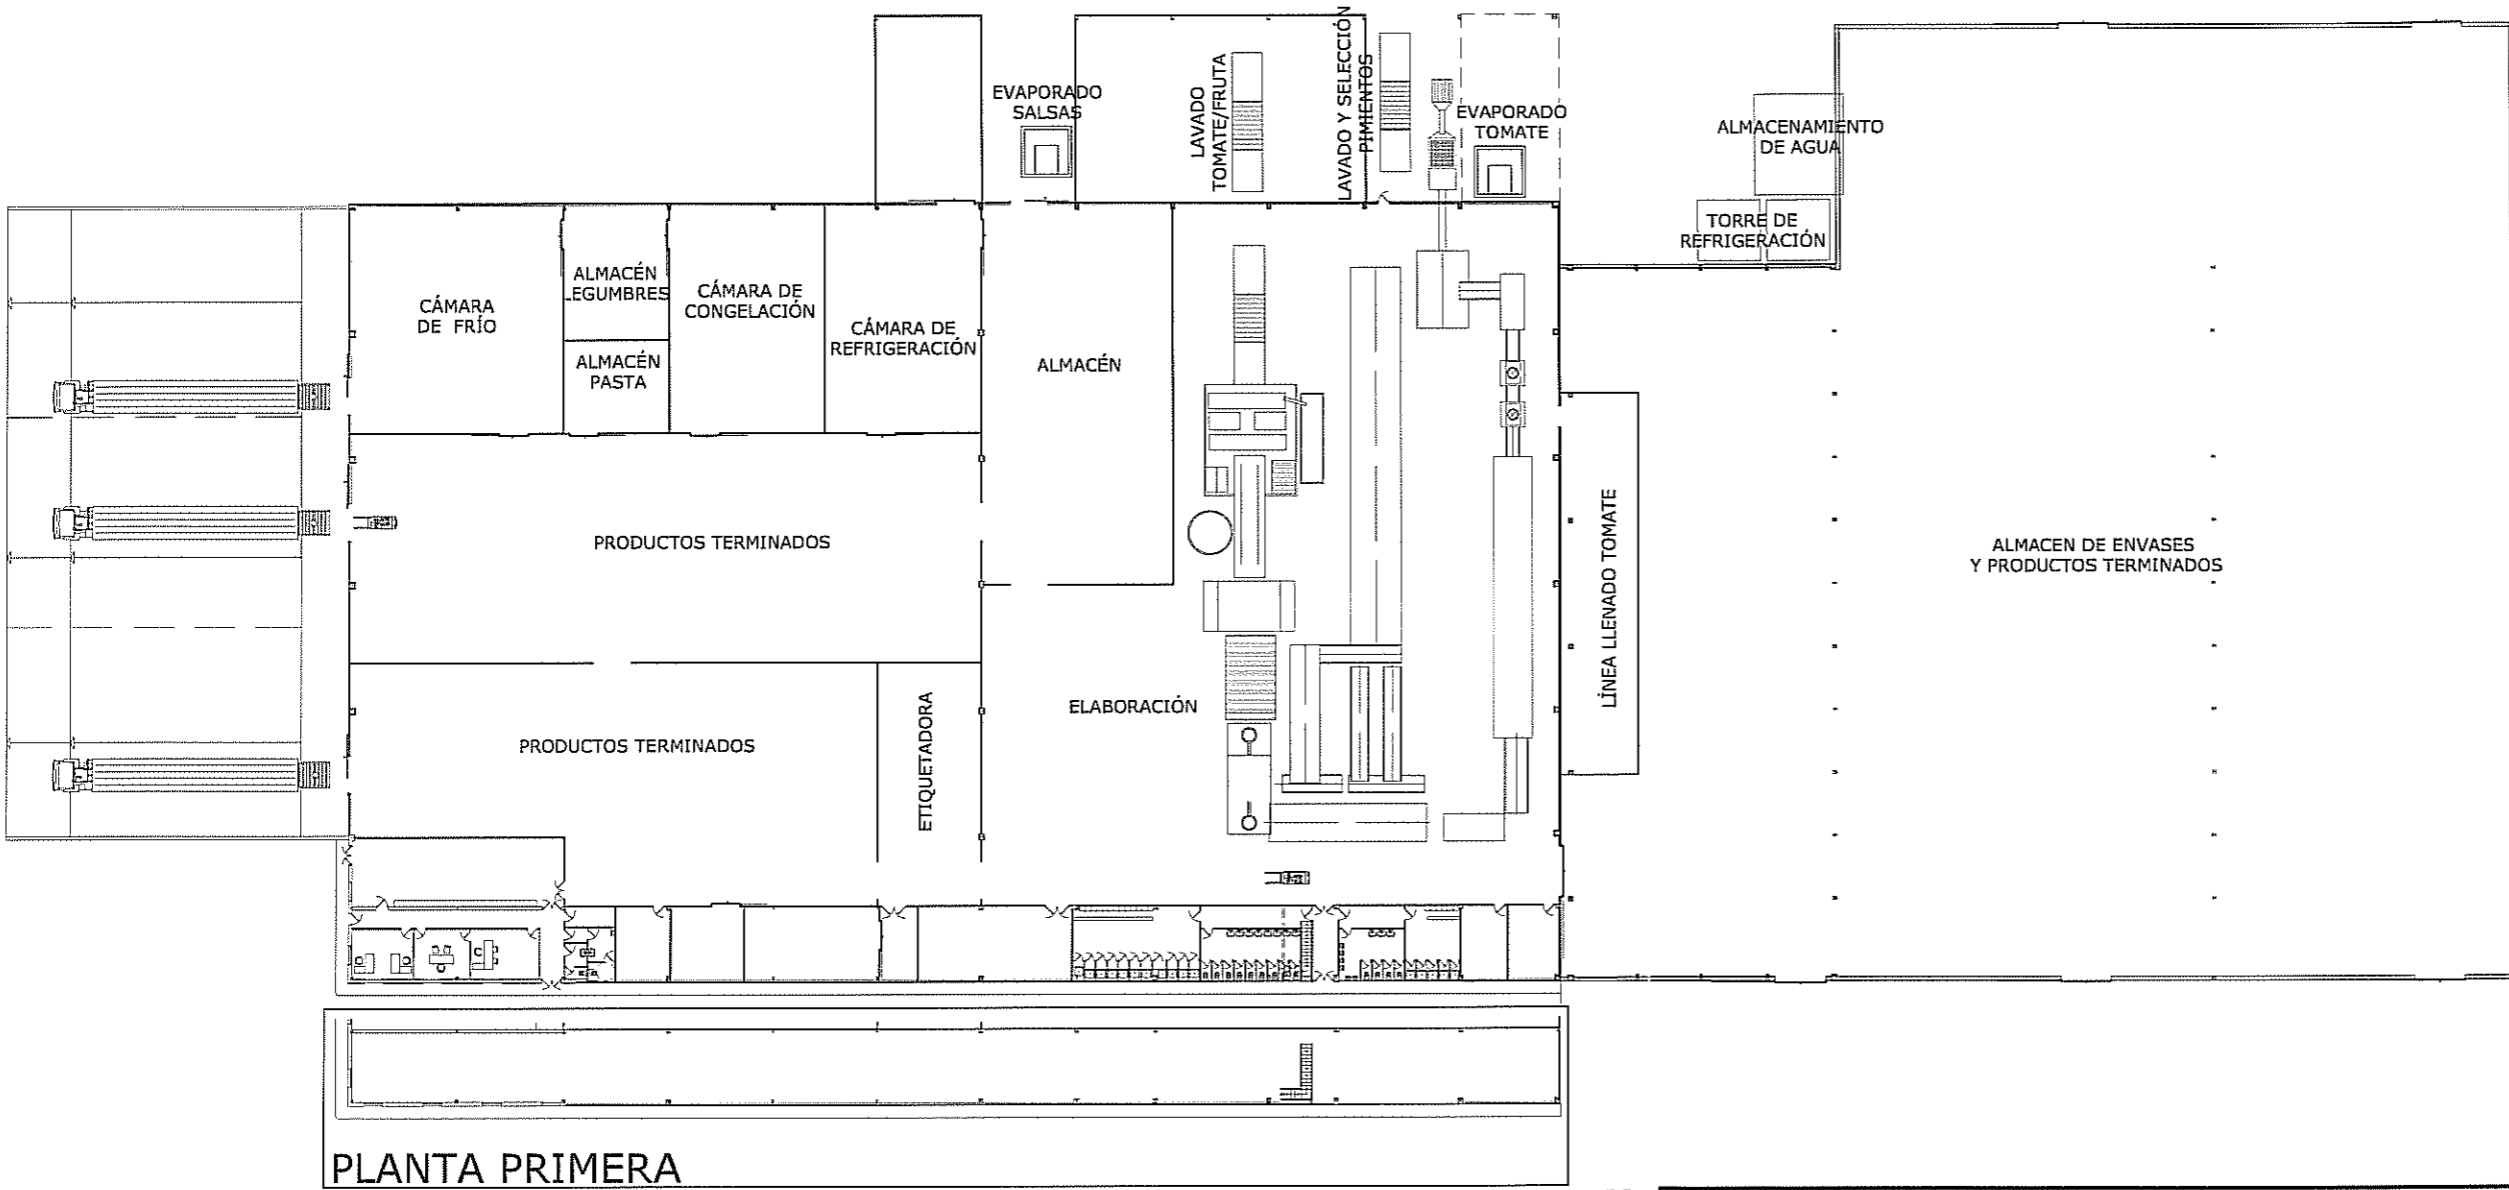 EVAPORADO
SALSAS
LAVADO
TOMATE/FRUTA
LAVADO Y SELECCIÓN
PIMIENTOS
EVAPORADO
TOMATE
ALMACENAMIENTO
DE AGUA
TORRE DE
REFRIGERACIÓN
CÁMARA
DE FRÍO
ALMACÉN
LEGUMBRES
ALMACÉN
PASTA
CÁMARA DE
CONGELACIÓN
CÁMARA DE
REFRIGERACIÓN
ALMACÉN
PRODUCTOS TERMINADOS
PRODUCTOS TERMINADOS
ETIQUETADORA
ELABORACIÓN
LÍNEA LLENADO TOMATE
ALMACEN DE ENVASES
Y PRODUCTOS TERMINADOS
PLANTA PRIMERA